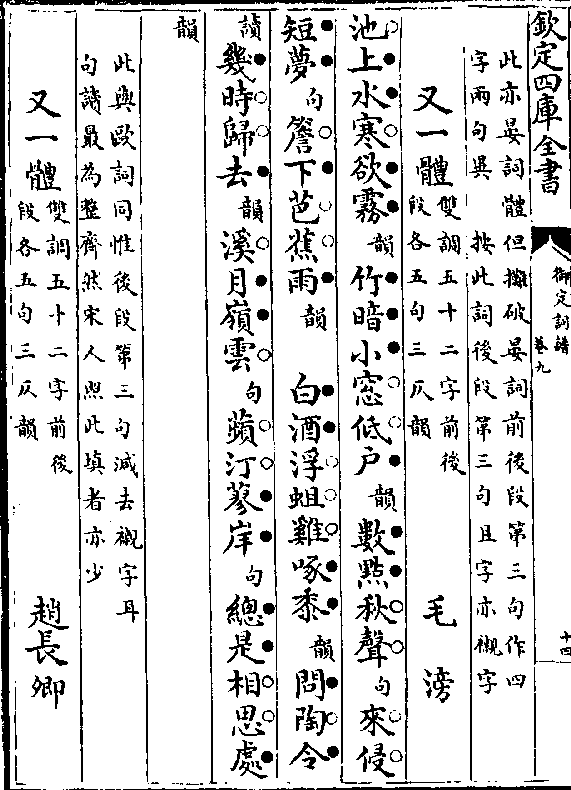 欽定四庫全書
御定詞譜
卷九
十四
此亦晏詞體但攤破晏詞前後段第三句作四
字兩句異 按此詞後段第三句且字亦襯字
又一體 雙調五十二字前後段各五句三仄韻 毛滂
池上水寒欲霧韻竹暗小窓低户韻數點秋聲句來侵
短夢句簷下芭蕉雨韻 白酒浮蛆雞啄黍韻問陶令
讀幾時歸去韻溪月嶺雲句蘋汀蓼岸句總是相思處
韻
此與歐詞同惟後段第三句減去襯字耳
句讀最為整齊然宋人照此填者亦少
又一體 雙調五十二字前後段各五句三仄韻 趙長卿